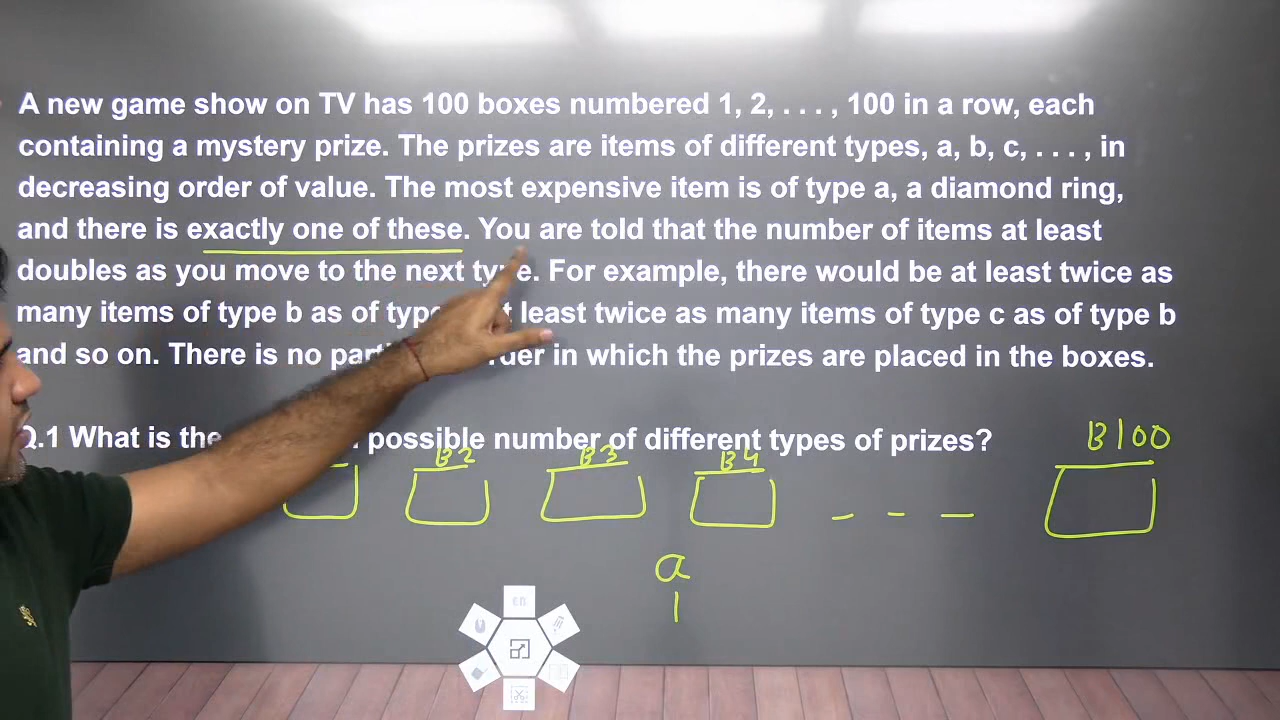 A new game show on TV has 100 boxes numbered 1, 2, . . . , 100 in a row, each
containing a mystery prize. The prizes are items of different types, a, b, c, . . . , in
decreasing order of value. The most expensive item is of type a, a diamond ring,
and there is exactly one of these. You are told that the number of items at least
doubles as you move to the next type. For example, there would be at least twice as
many items of type b as of type least twice as many items of type c as of type b
and so on. There is no in which the prizes are placed in the boxes.
Q.1 What is the possible number of different types of prizes?
B2 B3 B4 B100
a
1